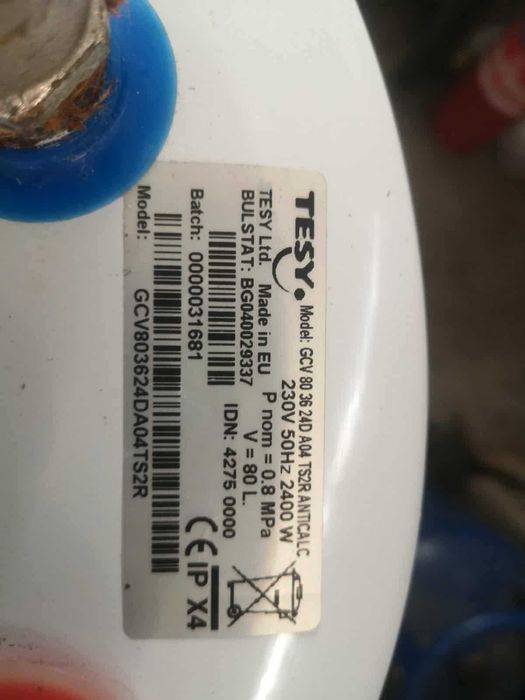 TESY.
Model: GCV 80 36 24D A04 TS2R ANTICALC
230V 50Hz 2400 W
TESY Ltd. Made in EU
P nom = 0.8 MPa
BULSTAT: BG040029337
V = 80 L.
IDN: 4275 0000
Batch: 0000031681
CE IP X4
Model: GCV803624DA04TS2R